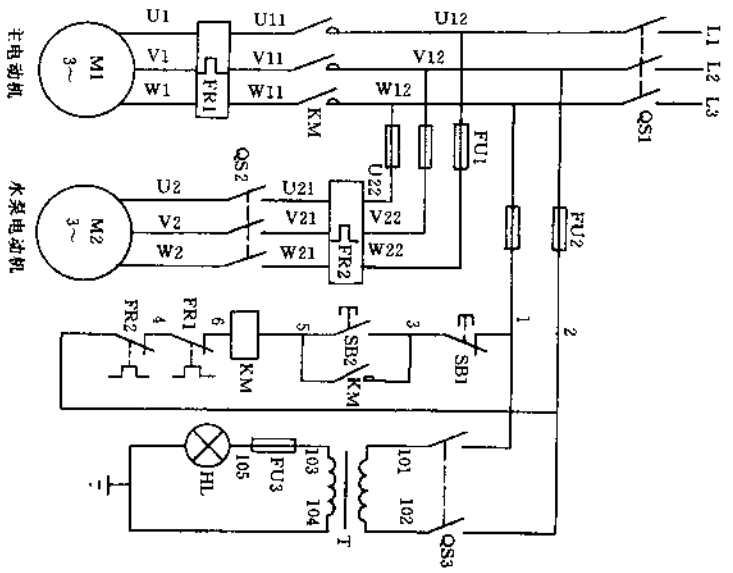 主电动机
M1
3～
U1
V1
W1
FR1
U11
V11
W11
KM
U12
V12
W12
QS1
L1
L2
L3
水泵电动机
M2
3～
U2
V2
W2
QS2
U21
V21
W21
FR2
U22
V22
W22
FU1
FU2
FR2
4
FR1
6
KM
5
SB2
KM
3
SB1
1
2
HL
105
FU3
103
104
T
101
102
QS3